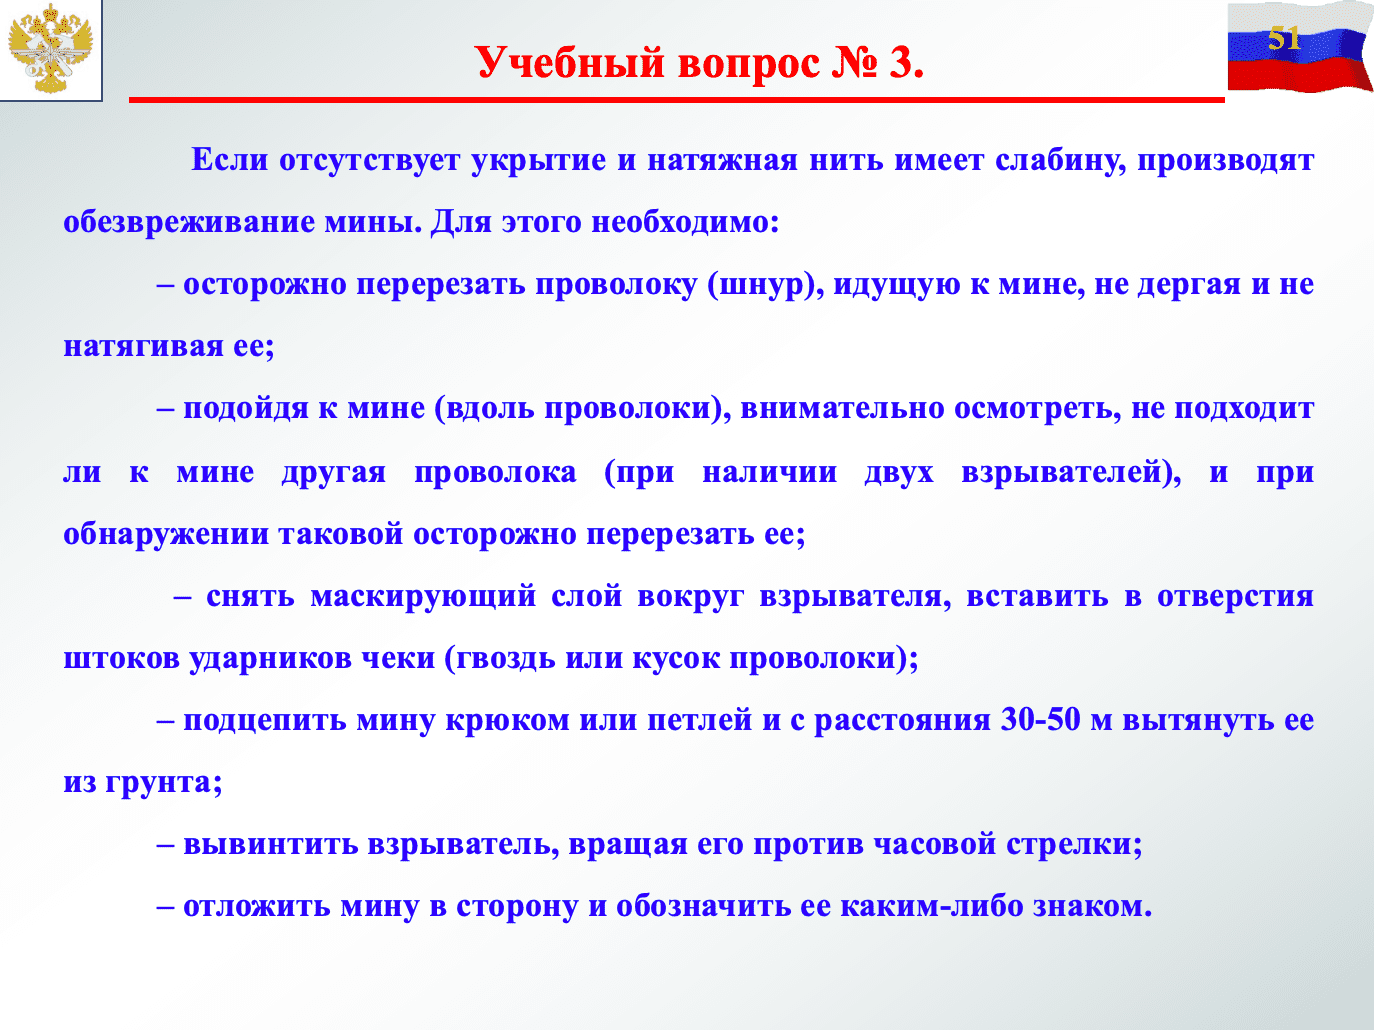 51
Учебный вопрос № 3.
Если отсутствует укрытие и натяжная нить имеет слабину, производят
обезвреживание мины. Для этого необходимо:
– осторожно перерезать проволоку (шнур), идущую к мине, не дергая и не
натягивая ее;
– подойдя к мине (вдоль проволоки), внимательно осмотреть, не подходит
ли к мине другая проволока (при наличии двух взрывателей), и при
обнаружении таковой осторожно перерезать ее;
– снять маскирующий слой вокруг взрывателя, вставить в отверстия
штоков ударников чеки (гвоздь или кусок проволоки);
– подцепить мину крюком или петлей и с расстояния 30-50 м вытянуть ее
из грунта;
– вывинтить взрыватель, вращая его против часовой стрелки;
– отложить мину в сторону и обозначить ее каким-либо знаком.